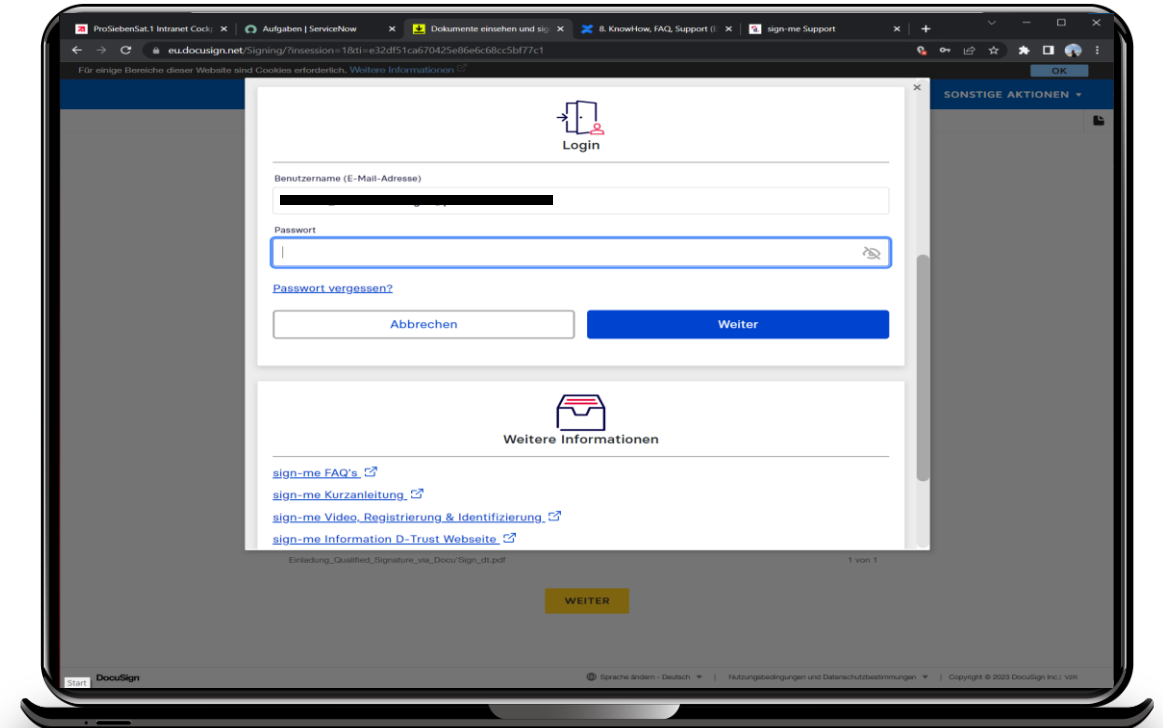 ProSiebenSat.1 Intranet Cockp
Aufgaben | ServiceNow
Dokumente einsehen und sig
8. KnowHow, FAQ, Support (
sign-me Support
eu.docusign.net/Signing/?insession=1&ti=e32df51ca670425e86e6c68cc5bf77c1
Für einige Bereiche dieser Website sind Cookies erforderlich. Weitere Informationen
OK
SONSTIGE AKTIONEN
Login
Benutzername (E-Mail-Adresse)
Passwort
Passwort vergessen?
Abbrechen
Weiter
Weitere Informationen
sign-me FAQ's
sign-me Kurzanleitung
sign-me Video, Registrierung & Identifizierung
sign-me Information D-Trust Webseite
Einladung_Qualified_Signature_via_Docu'Sign_dt.pdf
1 von 1
WEITER
Start
DocuSign
Sprache ändern - Deutsch
Nutzungsbedingungen und Datenschutzbestimmungen
Copyright © 2023 DocuSign Inc. | V2R